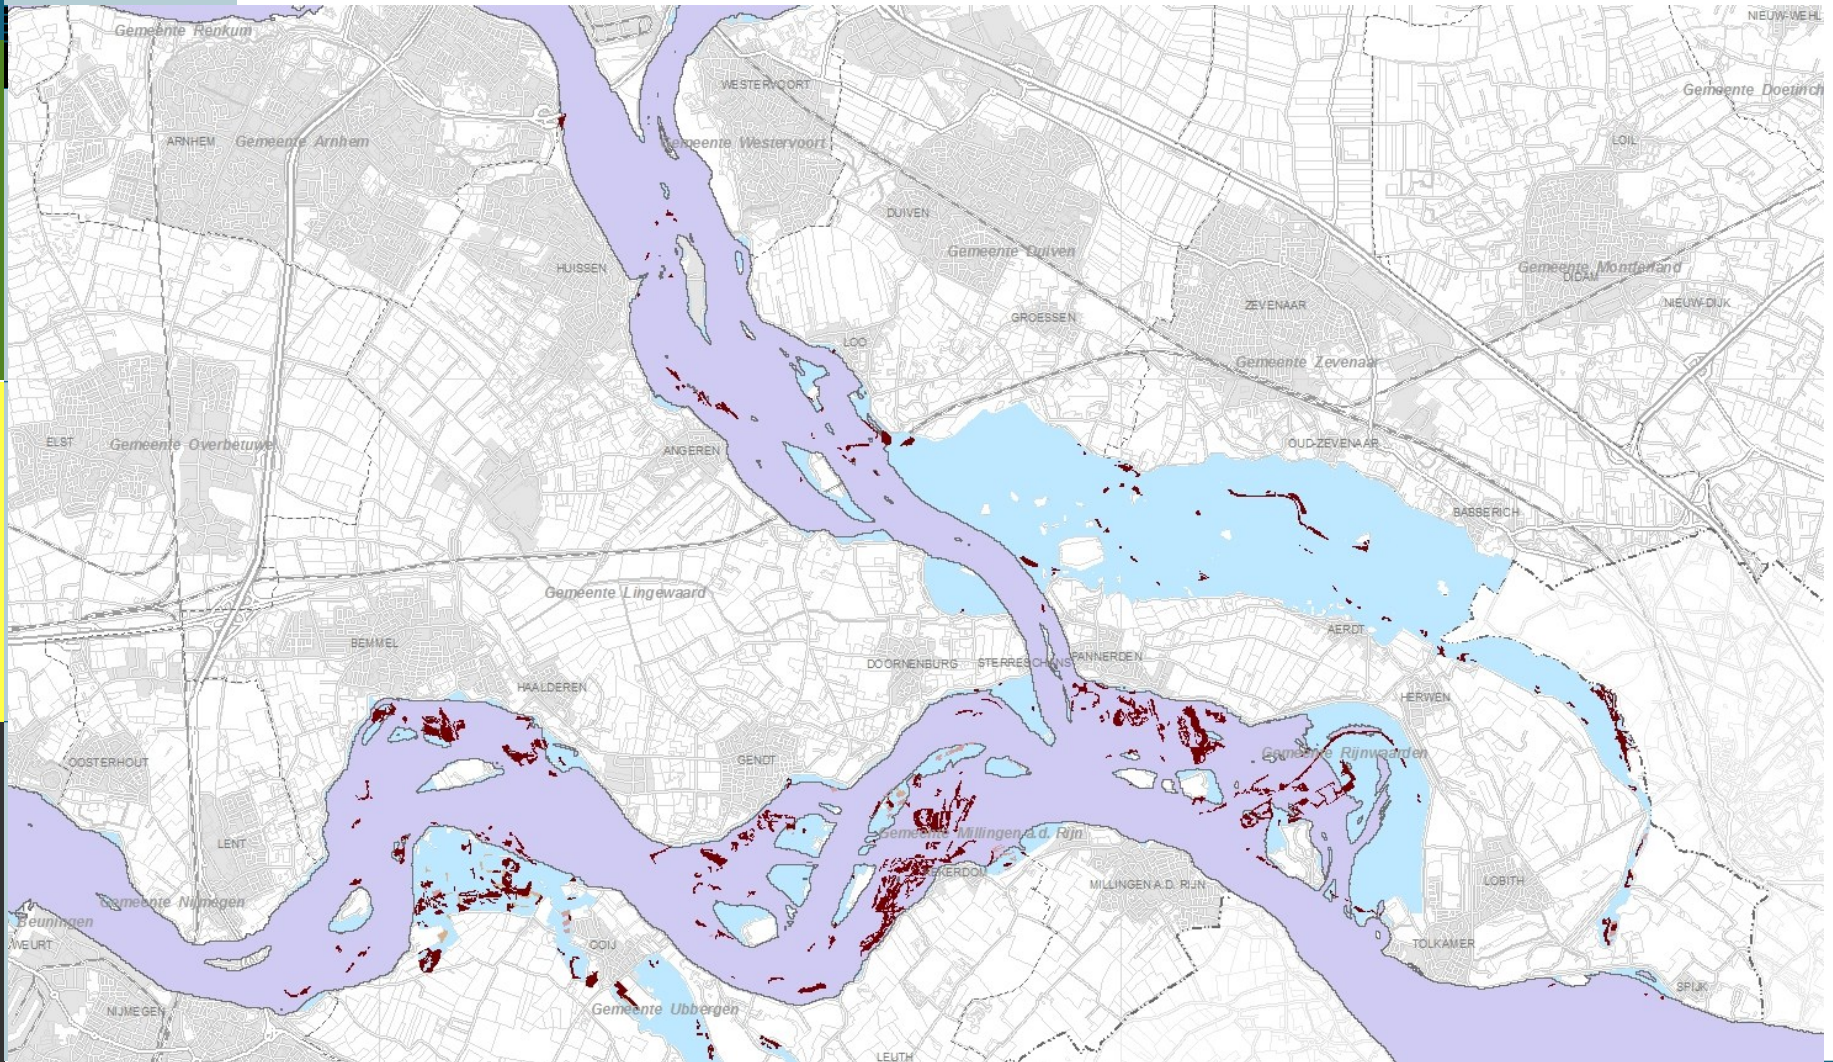 NIEUW-WEHL
Gemeente Renkum
WESTERVOORT
Gemeente Doetinch
ARNHEM
Gemeente Arnhem
Gemeente Westervoort
LOIL
DUIVEN
Gemeente Duiven
HUISSEN
Gemeente Montferland
DIDAM
NIEUW-DIJK
ZEVENAAR
GROESSEN
LOO
Gemeente Zevenaar
ELST
Gemeente Overbetuwe
ANGEREN
OUD-ZEVENAAR
BABBERICH
Gemeente Lingewaard
AERDT
BEMMEL
DOORNENBURG
STERRESCHANS
PANNERDEN
HAALDEREN
HERWEN
OOSTERHOUT
GENDT
Gemeente Rijnwaarden
LENT
Gemeente Millingen a.d. Rijn
KEKERDOM
MILLINGEN A.D. RIJN
LOBITH
Gemeente Nijmegen
Beuningen
WEURT
OOIJ
TOLKAMER
SPIJK
NIJMEGEN
Gemeente Ubbergen
LEUTH